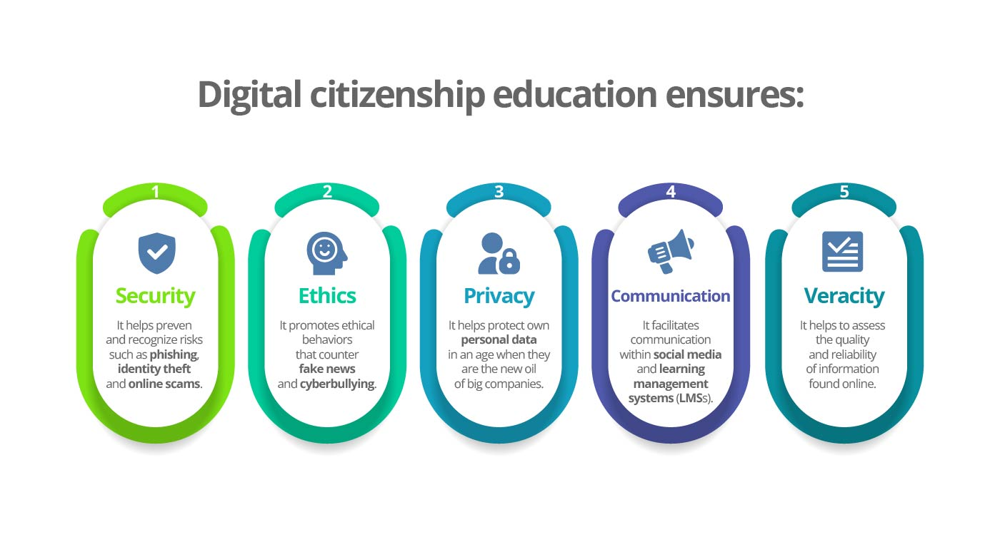 Digital citizenship education ensures:
1
Security
It helps preven
and recognize risks
such as phishing,
identity theft
and online scams.
2
Ethics
It promotes ethical
behaviors
that counter
fake news
and cyberbullying.
3
Privacy
It helps protect own
personal data
in an age when they
are the new oil
of big companies.
4
Communication
It facilitates
communication
within social media
and learning
management
systems (LMSs).
5
Veracity
It helps to assess
the quality
and reliability
of information
found online.